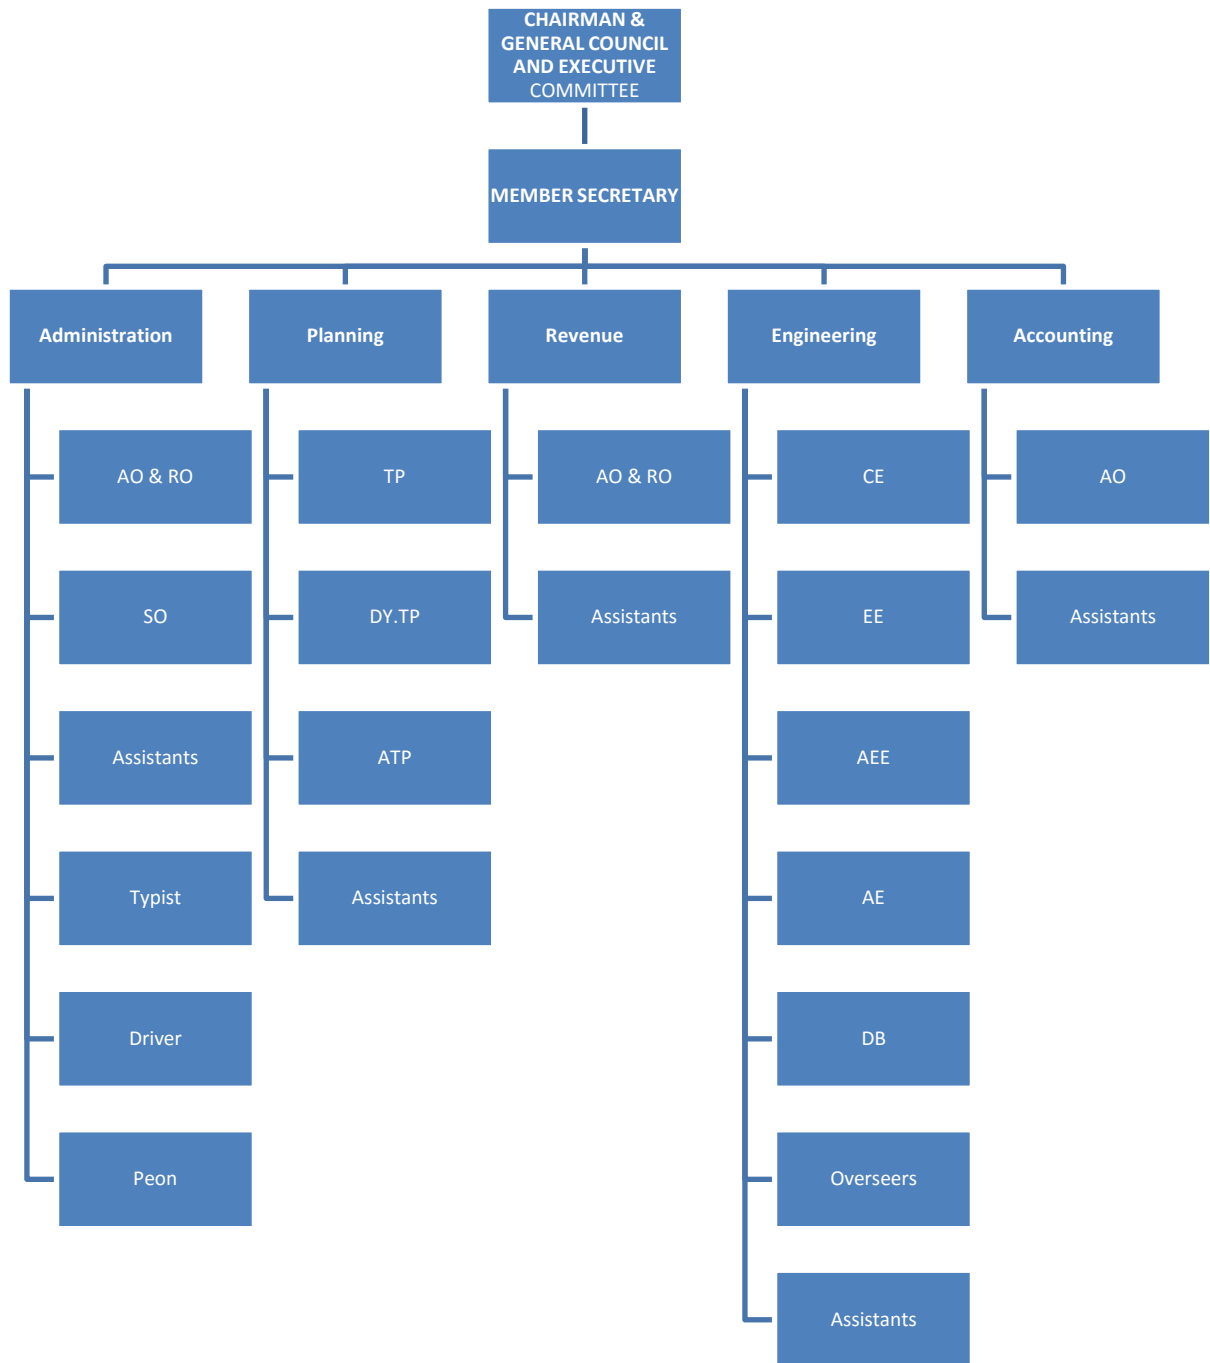 CHAIRMAN &
GENERAL COUNCIL
AND EXECUTIVE
COMMITTEE
MEMBER SECRETARY
Administration
Planning
Revenue
Engineering
Accounting
AO & RO
TP
AO & RO
CE
AO
SO
DY.TP
Assistants
EE
Assistants
Assistants
ATP
AEE
Typist
Assistants
AE
Driver
DB
Peon
Overseers
Assistants